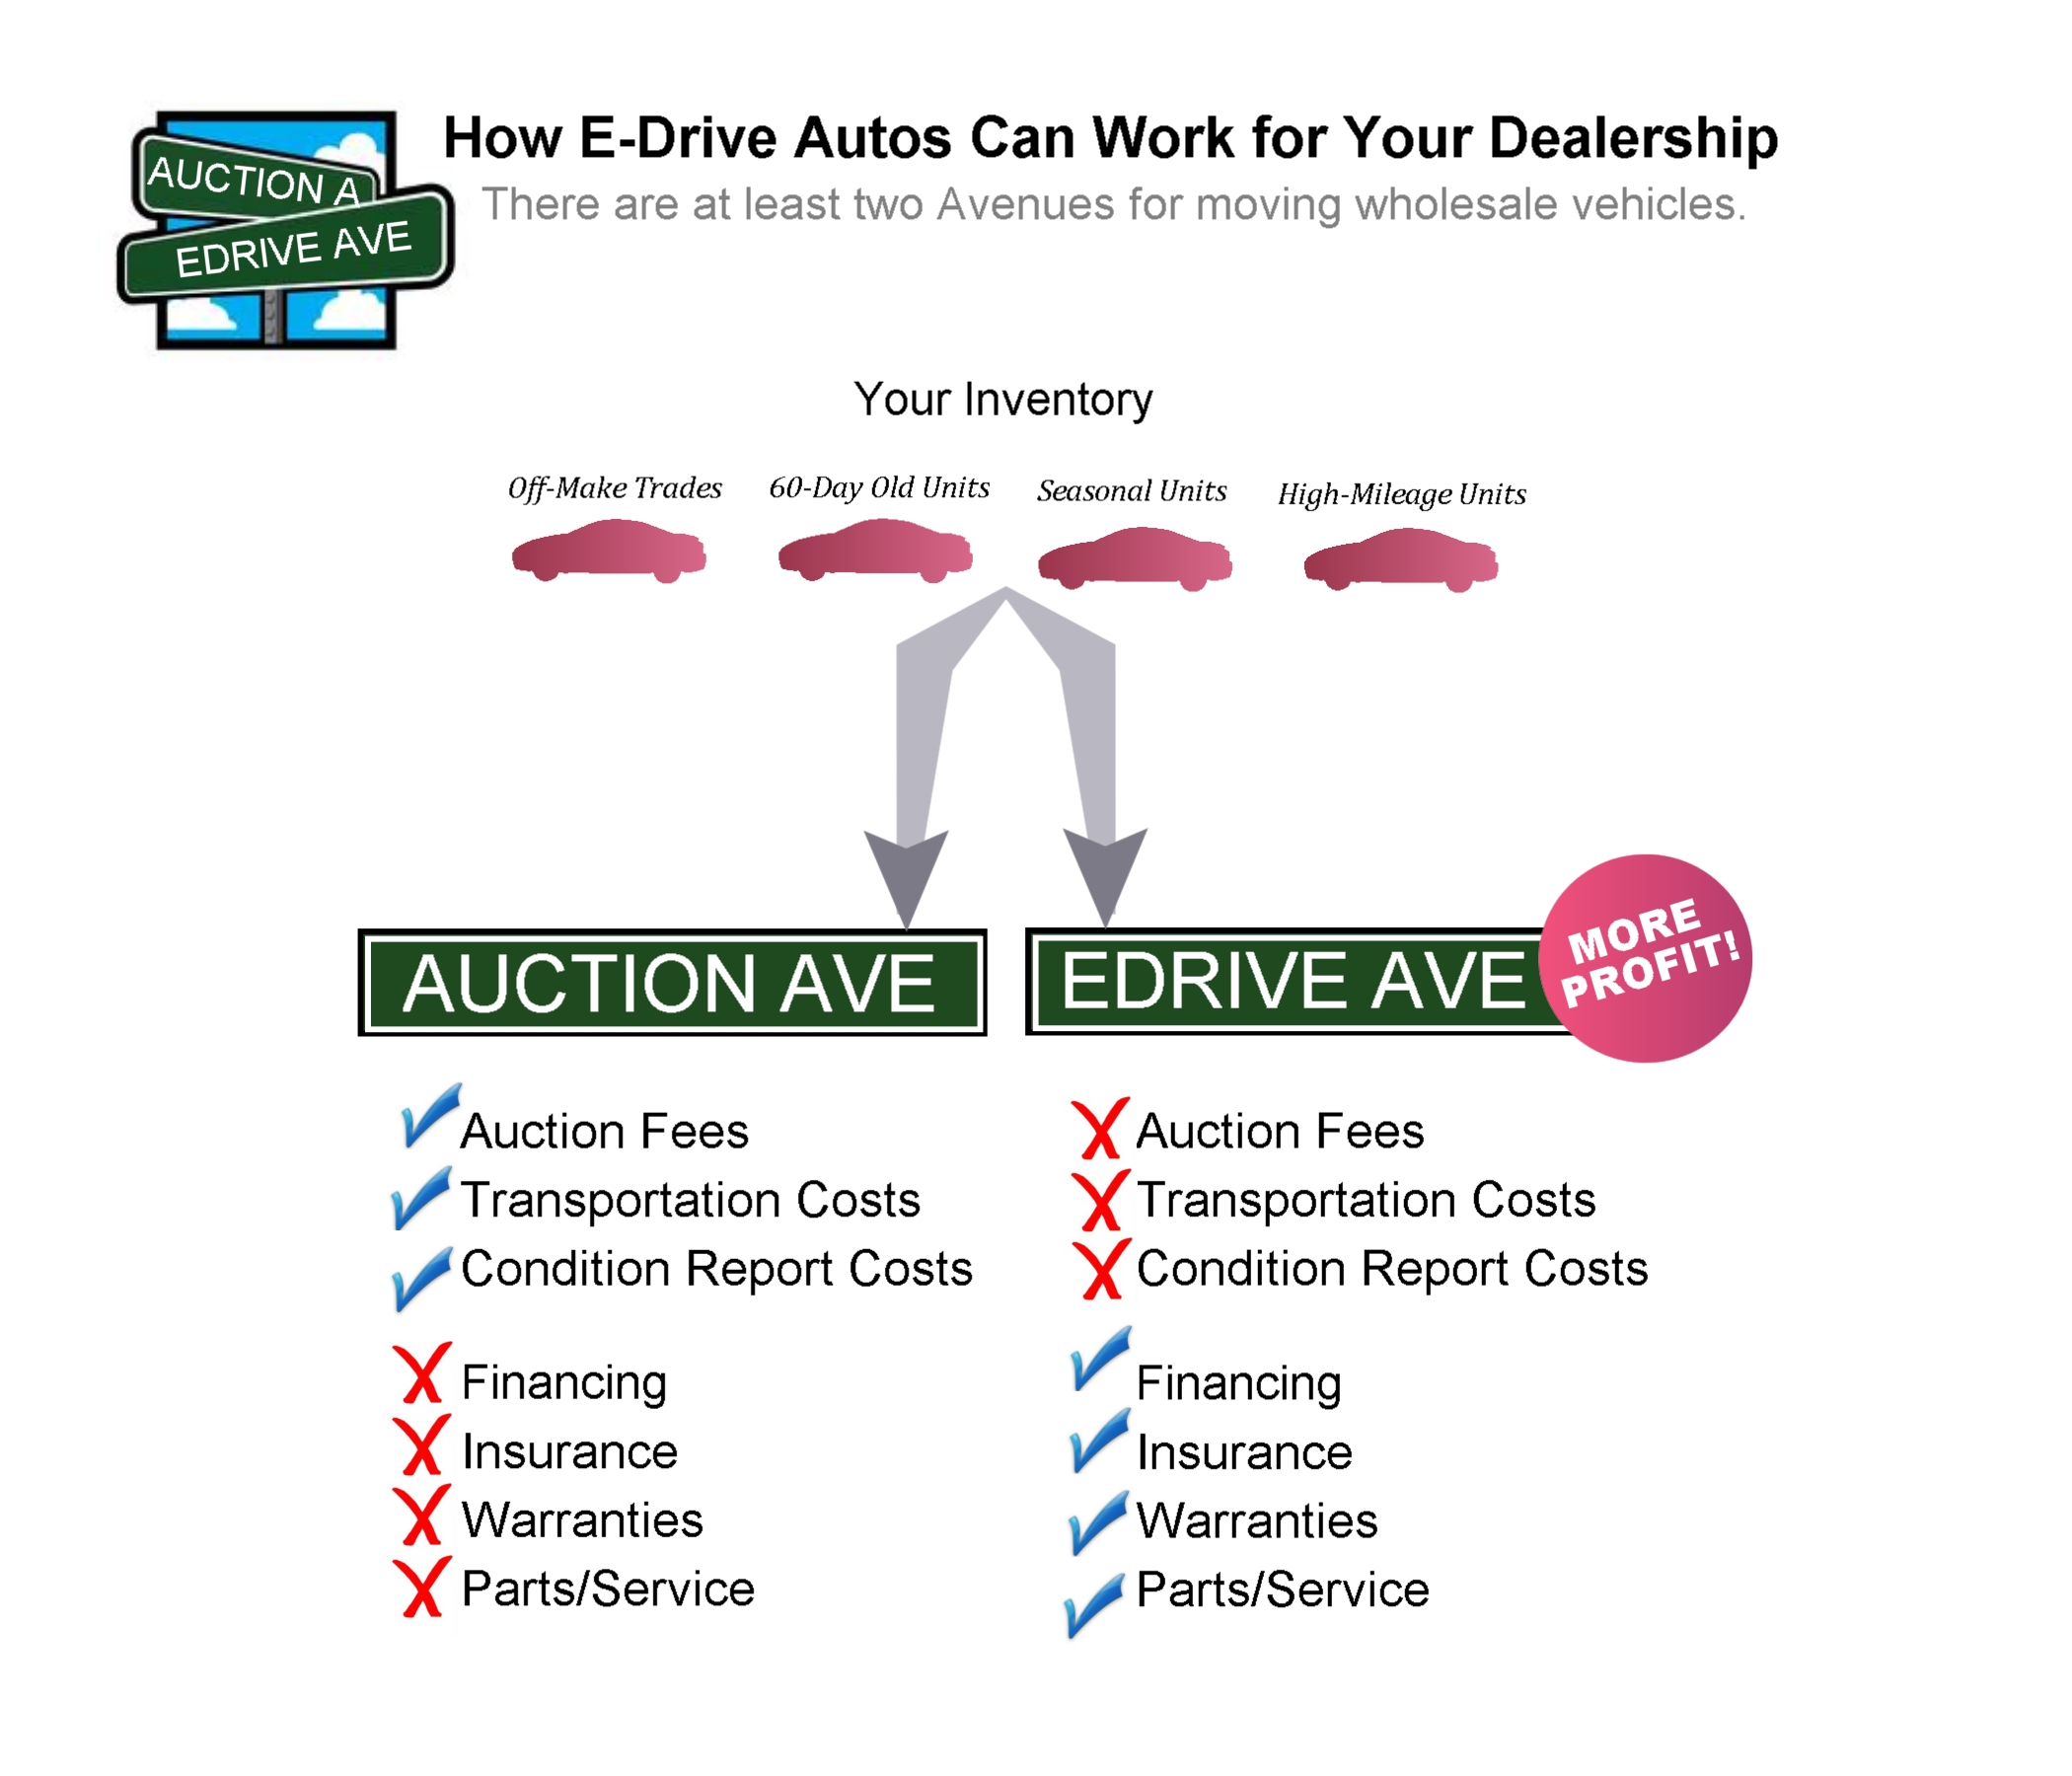 How E-Drive Autos Can Work for Your Dealership
There are at least two Avenues for moving wholesale vehicles.
AUCTION A
EDRIVE AVE
Your Inventory
Off-Make Trades
60-Day Old Units
Seasonal Units
High-Mileage Units
AUCTION AVE
EDRIVE AVE
MORE
PROFIT!
Auction Fees
Transportation Costs
Condition Report Costs
Financing
Insurance
Warranties
Parts/Service
Auction Fees
Transportation Costs
Condition Report Costs
Financing
Insurance
Warranties
Parts/Service